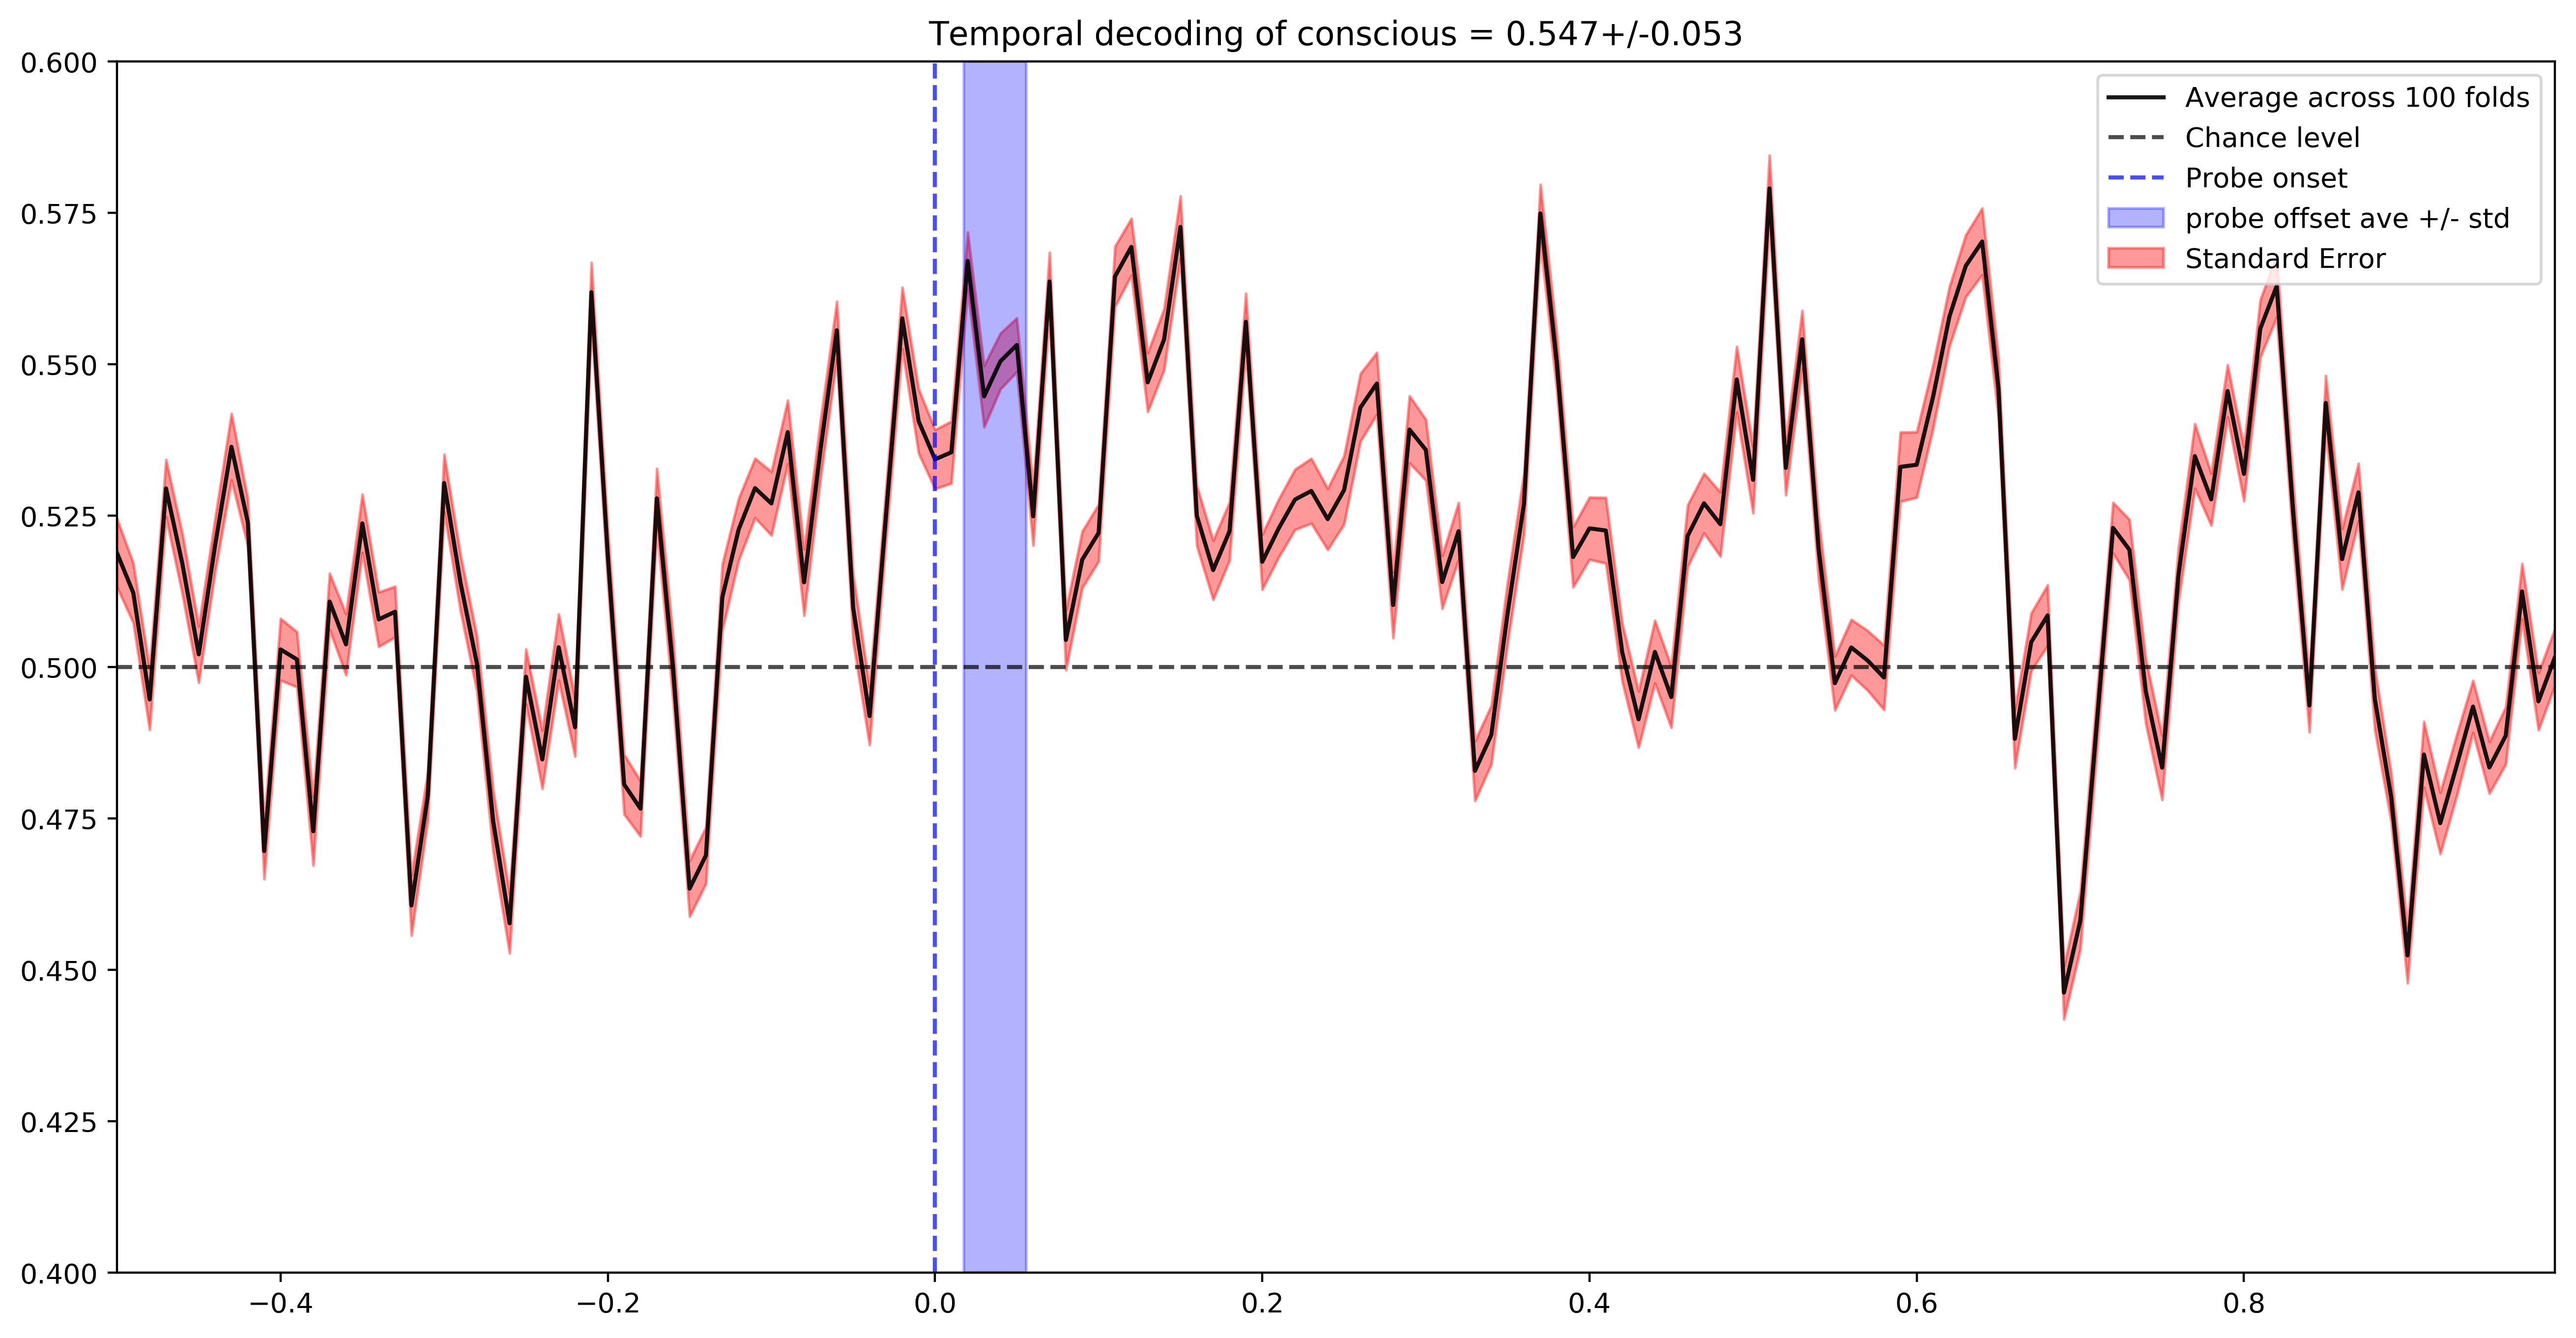 Temporal decoding of conscious = 0.547+/-0.053
0.600
0.575
0.550
0.525
0.500
0.475
0.450
0.425
0.400
Average across 100 folds
Chance level
Probe onset
probe offset ave +/- std
Standard Error
−0.4
−0.2
0.0
0.2
0.4
0.6
0.8